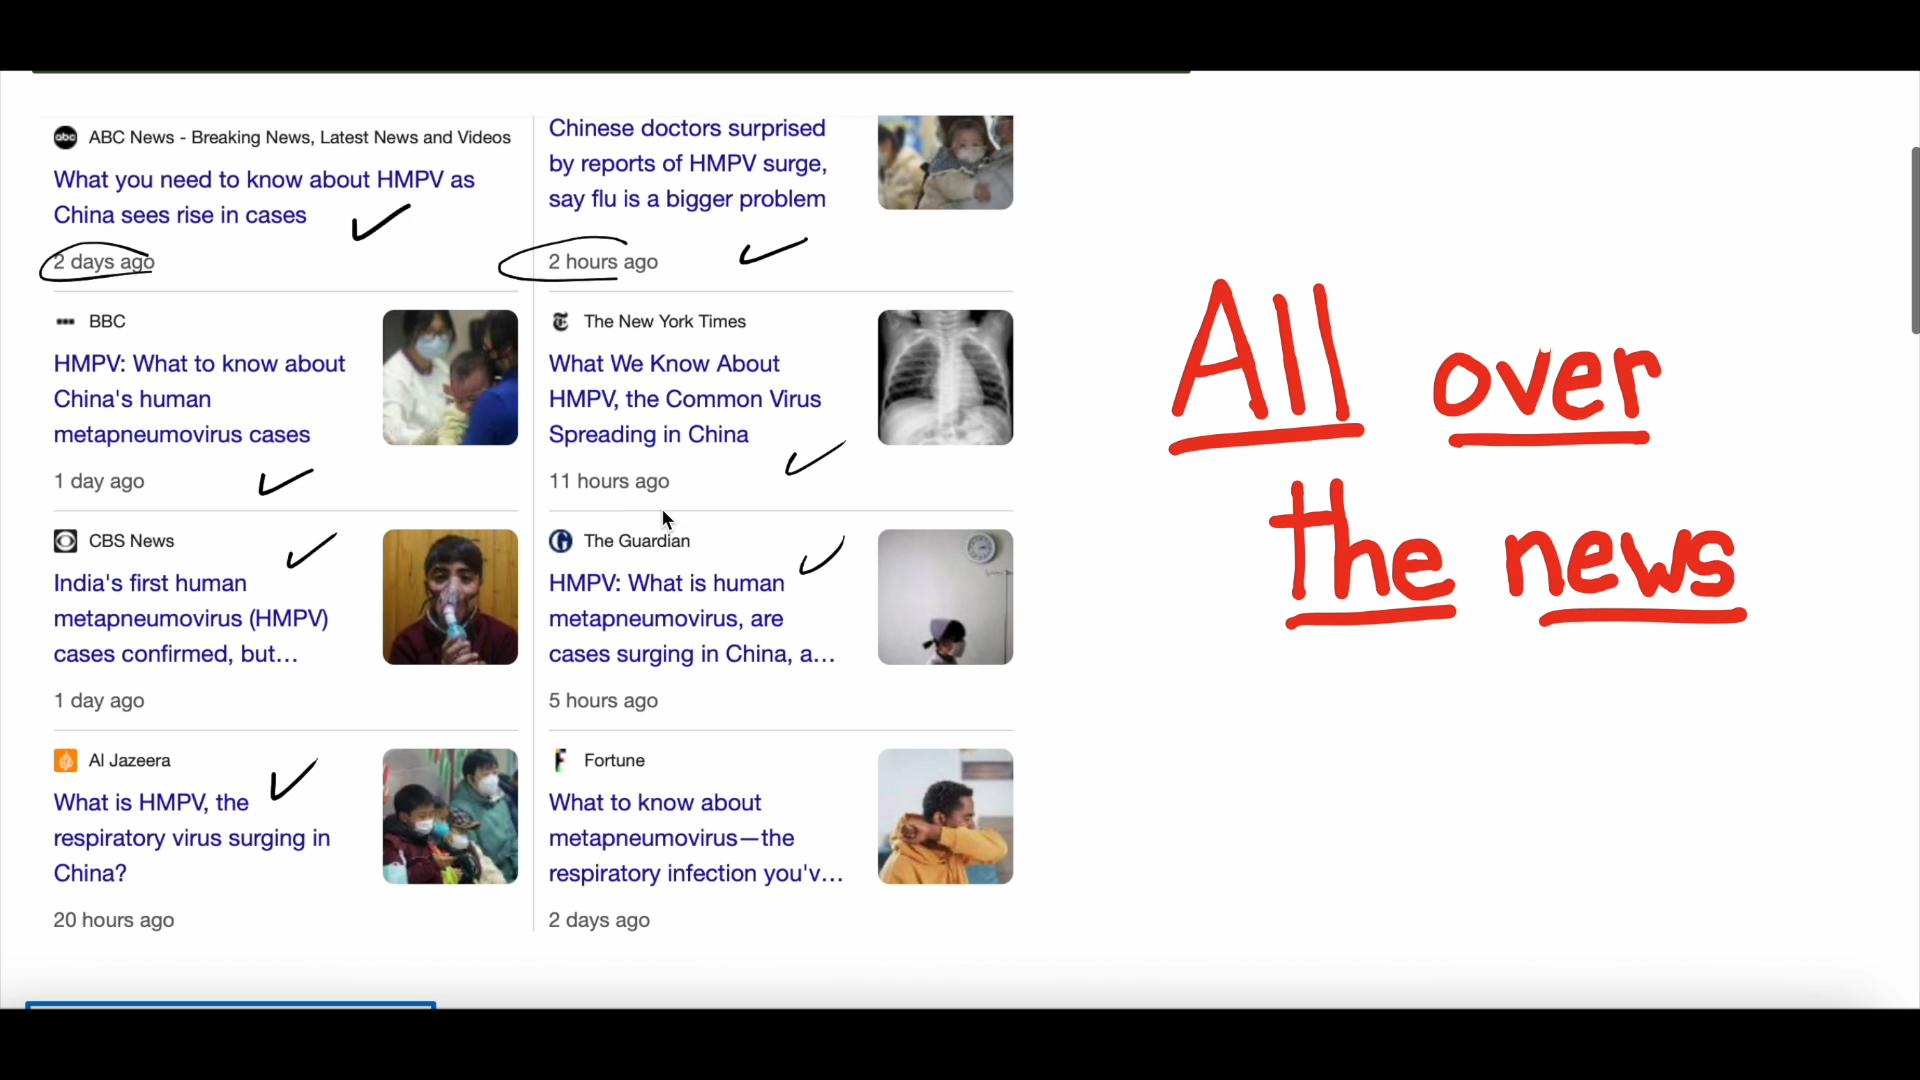 ABC News - Breaking News, Latest News and Videos
What you need to know about HMPV as
China sees rise in cases
2 days ago
BBC
HMPV: What to know about
China's human
metapneumovirus cases
1 day ago
CBS News
India's first human
metapneumovirus (HMPV)
cases confirmed, but...
1 day ago
Al Jazeera
What is HMPV, the
respiratory virus surging in
China?
20 hours ago
Chinese doctors surprised
by reports of HMPV surge,
say flu is a bigger problem
2 hours ago
The New York Times
What We Know About
HMPV, the Common Virus
Spreading in China
11 hours ago
The Guardian
HMPV: What is human
metapneumovirus, are
cases surging in China, a...
5 hours ago
Fortune
What to know about
metapneumovirus—the
respiratory infection you'v...
2 days ago
All over
the news